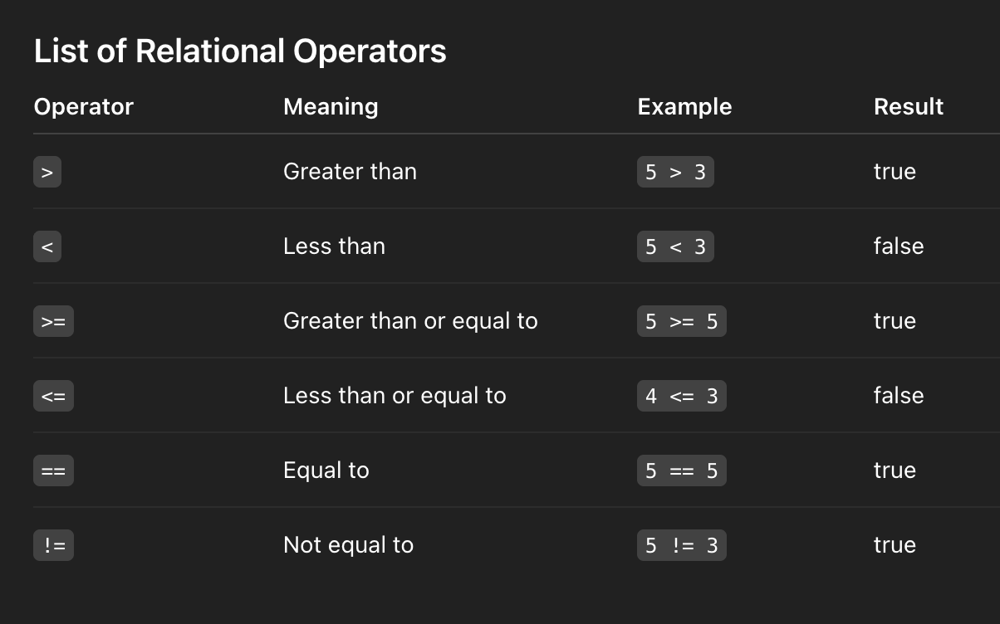 List of Relational Operators
Operator Meaning Example Result
> Greater than 5 > 3 true
< Less than 5 < 3 false
>= Greater than or equal to 5 >= 5 true
<= Less than or equal to 4 <= 3 false
== Equal to 5 == 5 true
!= Not equal to 5 != 3 true